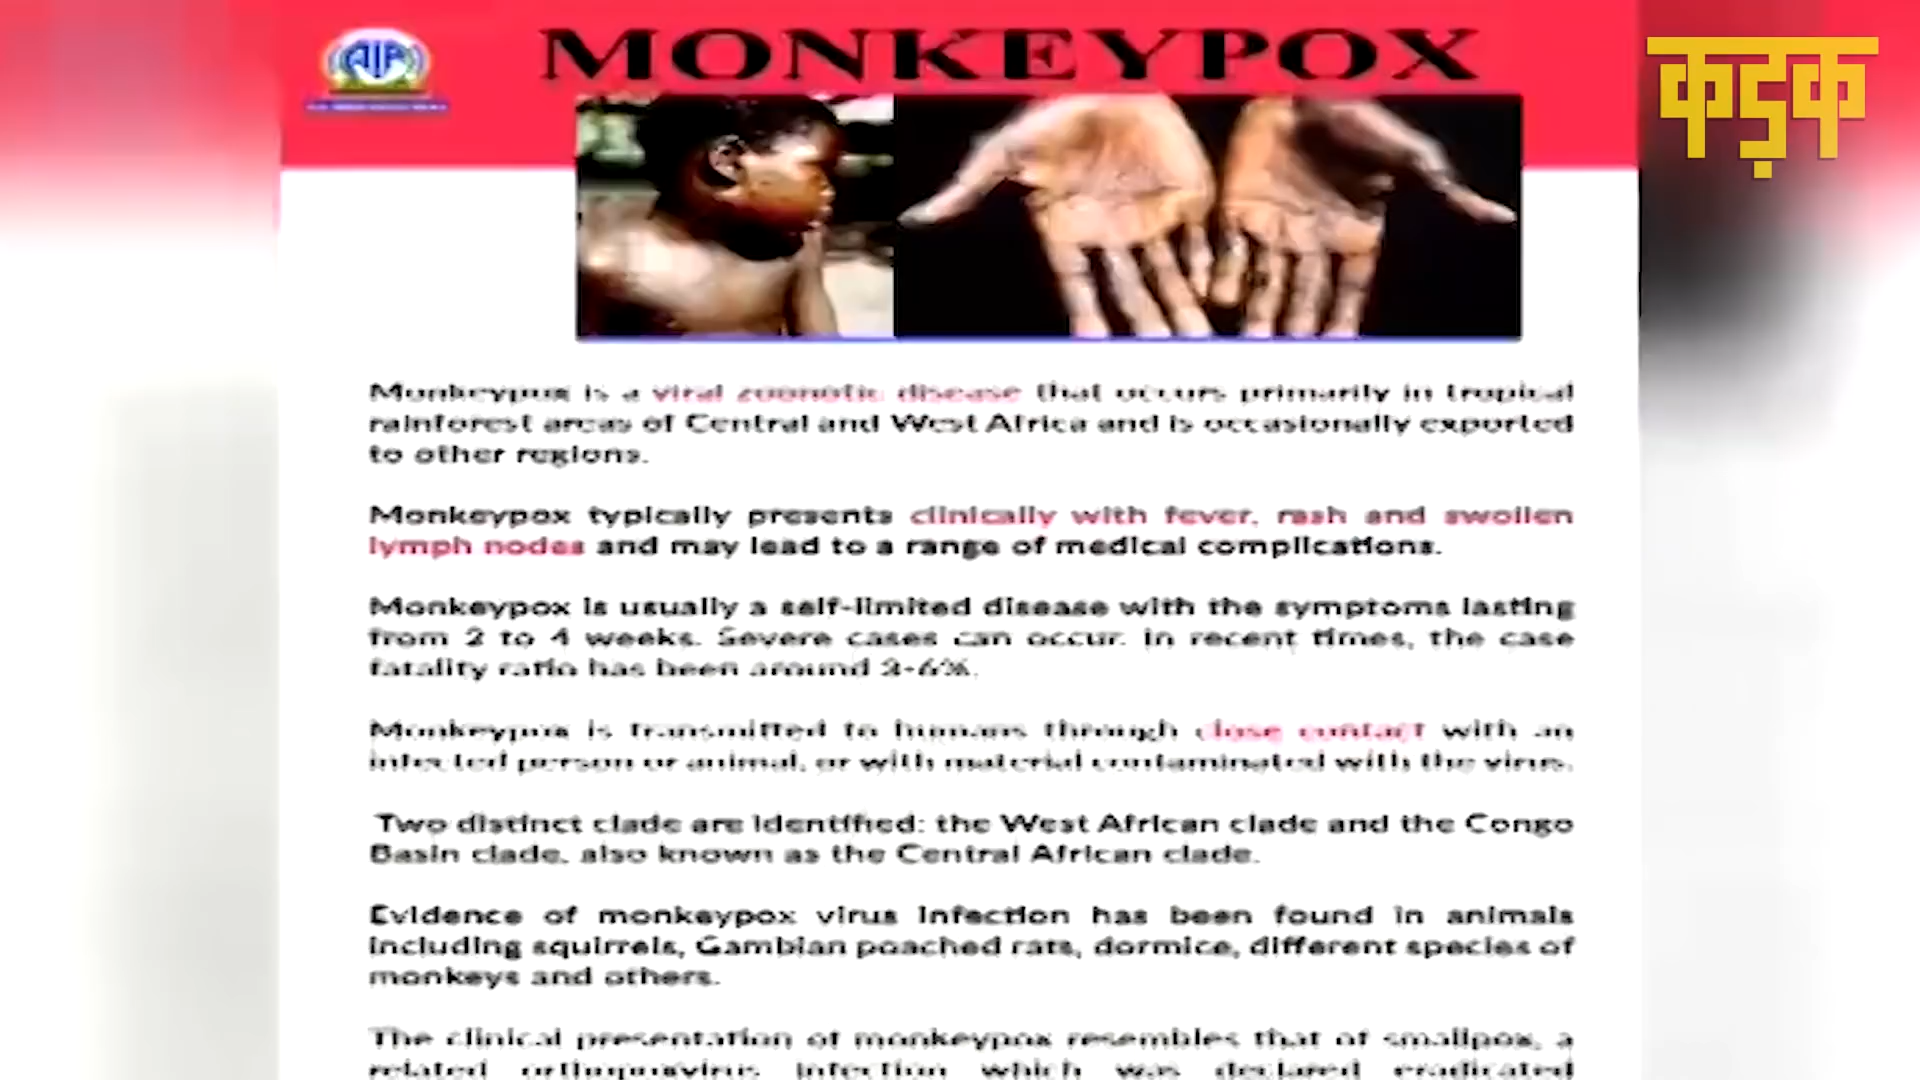 MONKEYPOX
कड़क
AIR
Monkeypox is a viral zoonotic disease that occurs primarily in tropical
rainforest areas of Central and West Africa and is occasionally exported
to other regions.
Monkeypox typically presents clinically with fever, rash and swollen
lymph nodes and may lead to a range of medical complications.
Monkeypox is usually a self-limited disease with the symptoms lasting
from 2 to 4 weeks. Severe cases can occur. In recent times, the case
fatality ratio has been around 3-6%.
Monkeypox is transmitted to humans through close contact with an
infected person or animal, or with material contaminated with the virus.
Two distinct clade are identified: the West African clade and the Congo
Basin clade, also known as the Central African clade.
Evidence of monkeypox virus infection has been found in animals
including squirrels, Gambian poached rats, dormice, different species of
monkeys and others.
The clinical presentation of monkeypox resembles that of smallpox, a
related orthopoxvirus infection which was declared eradicated